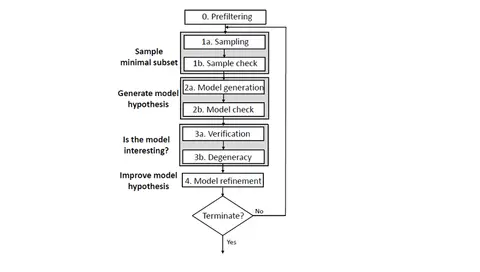 0. Prefiltering
Sample
minimal subset
1a. Sampling
1b. Sample check
Generate model
hypothesis
2a. Model generation
2b. Model check
Is the model
interesting?
3a. Verification
3b. Degeneracy
Improve model
hypothesis
4. Model refinement
Terminate?
No
Yes